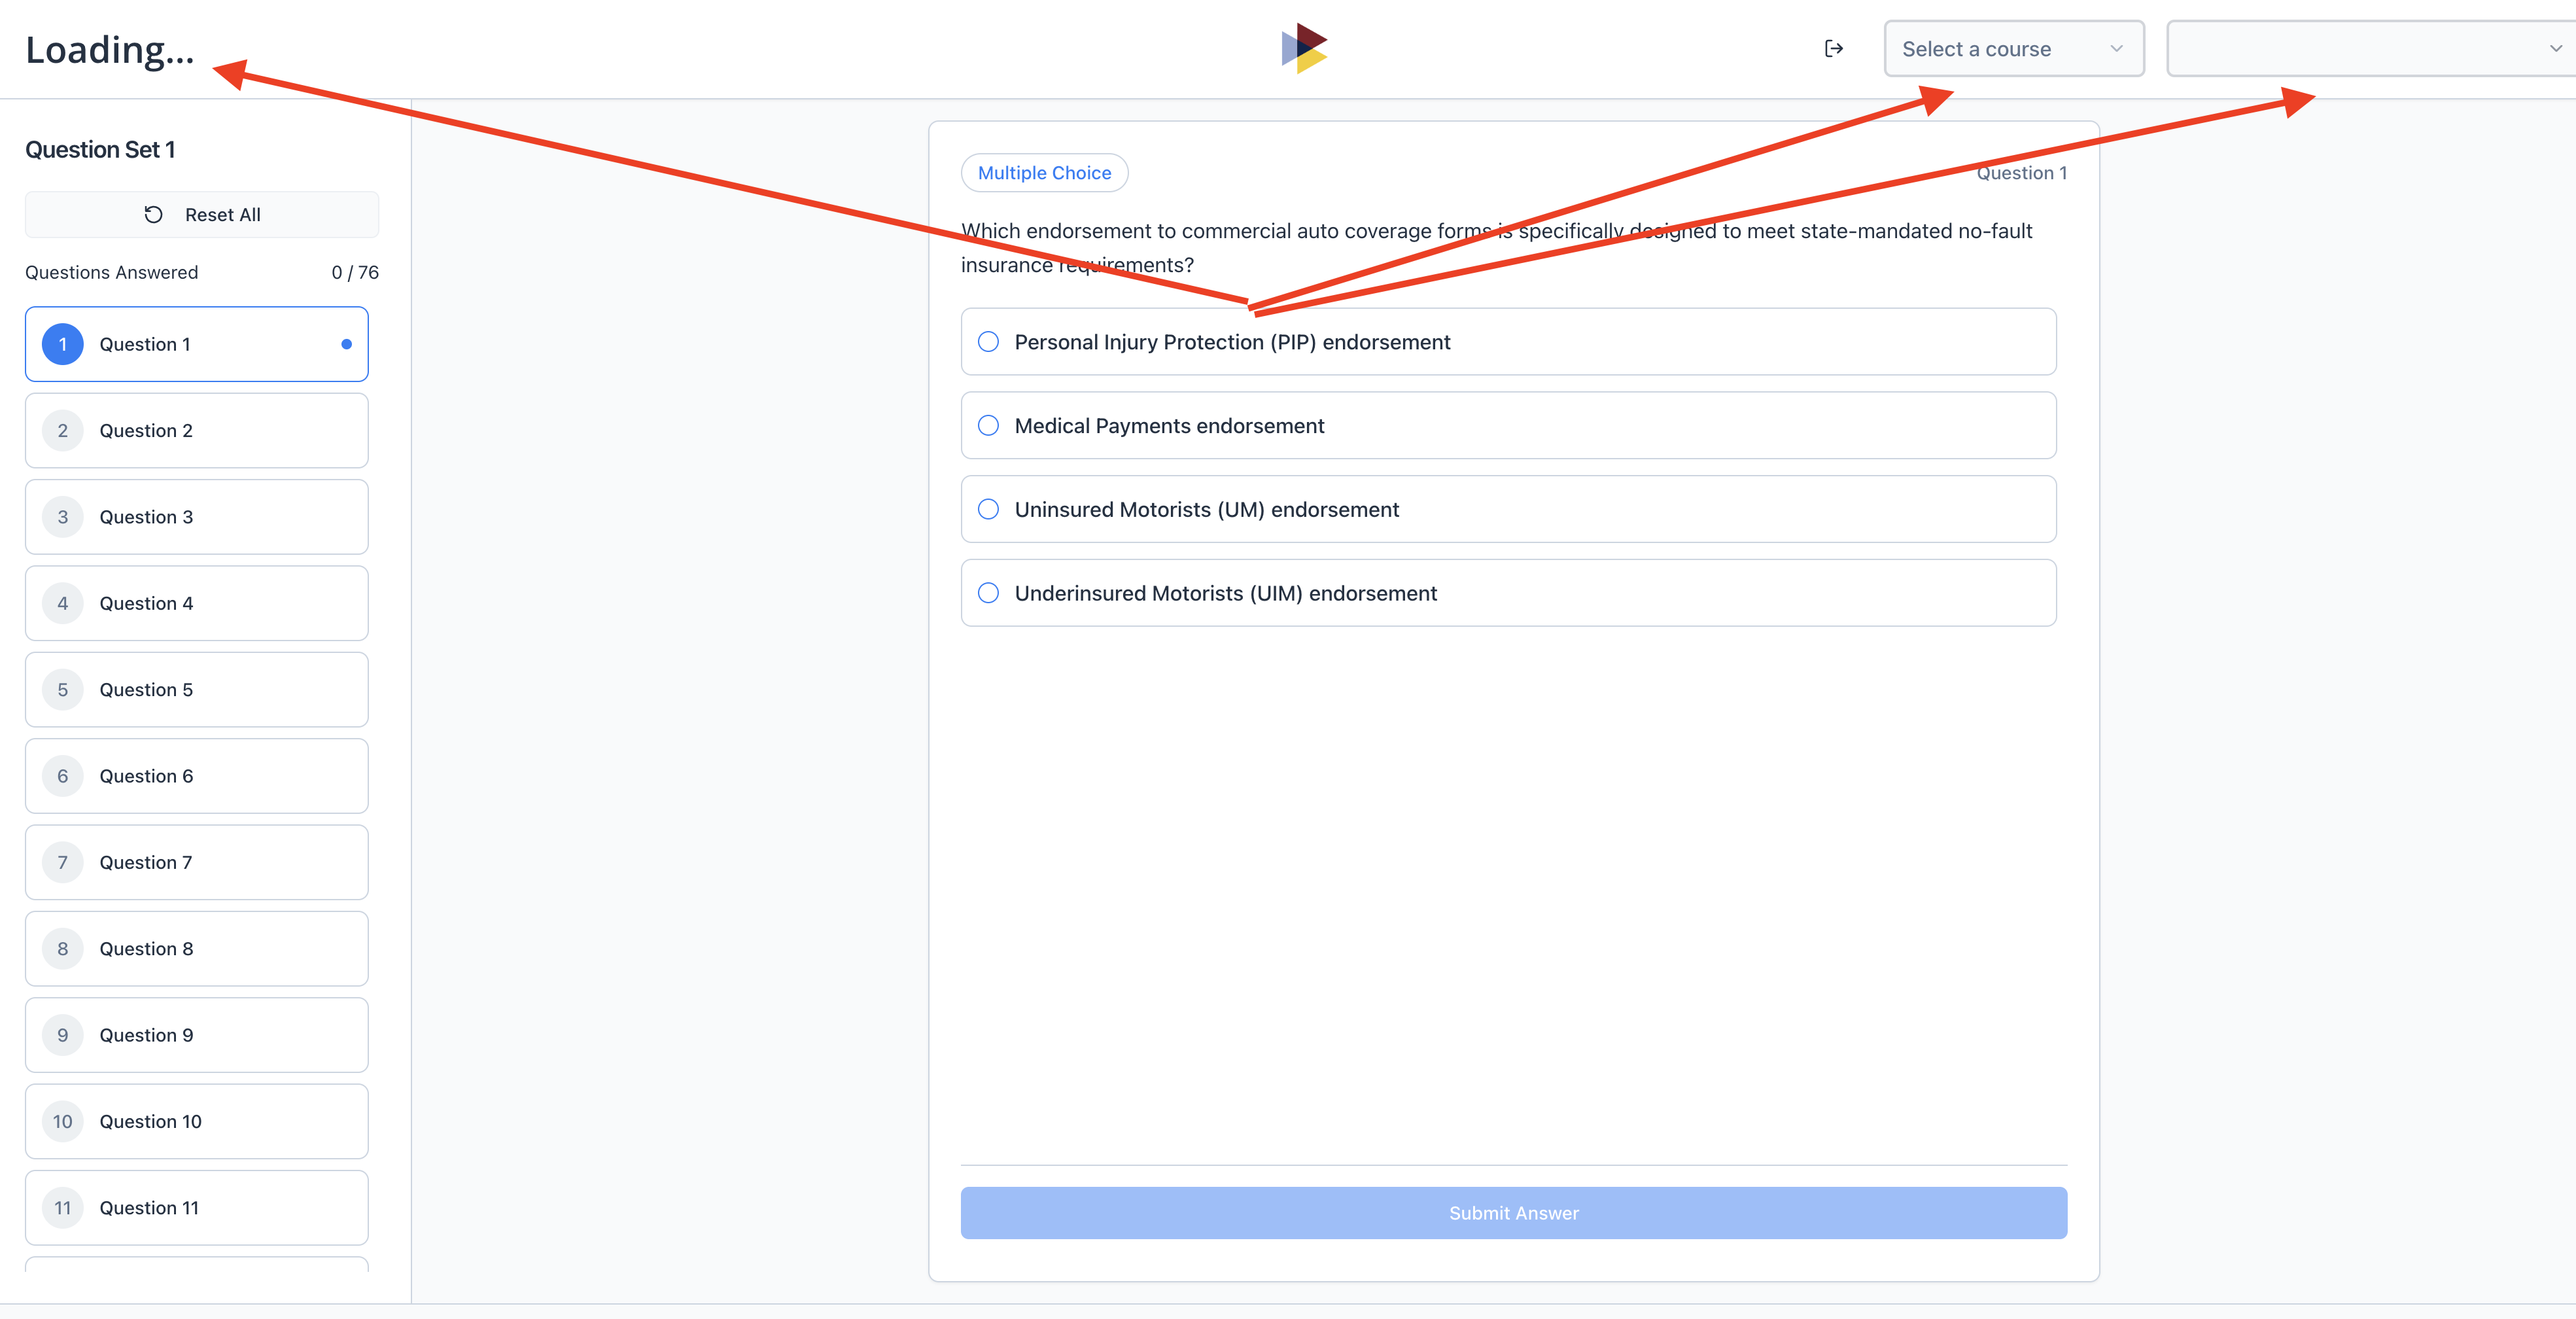 Loading...
Select a course
Question Set 1
Reset All
Questions Answered 0 / 76
1 Question 1
2 Question 2
3 Question 3
4 Question 4
5 Question 5
6 Question 6
7 Question 7
8 Question 8
9 Question 9
10 Question 10
11 Question 11
Multiple Choice Question 1
Which endorsement to commercial auto coverage forms is specifically designed to meet state-mandated no-fault
insurance requirements?
Personal Injury Protection (PIP) endorsement
Medical Payments endorsement
Uninsured Motorists (UM) endorsement
Underinsured Motorists (UIM) endorsement
Submit Answer